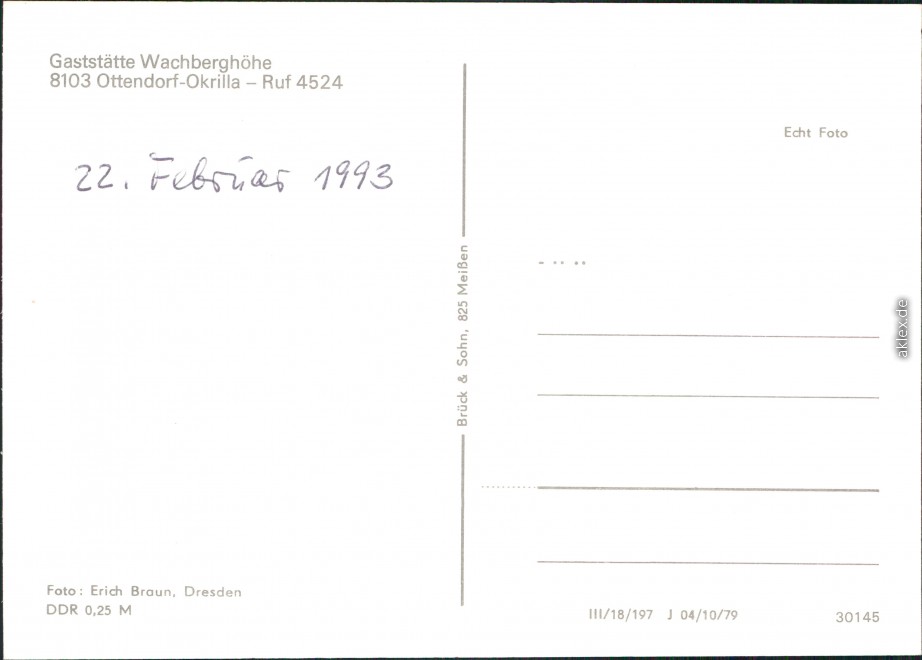 Gaststätte Wachberghöhe
8103 Ottendorf-Okrilla – Ruf 4524
22. Februar 1993
Echt Foto
Brück & Sohn, 825 Meißen
aklex.de
Foto: Erich Braun, Dresden
DDR 0,25 M
III/18/197 J 04/10/79
30145